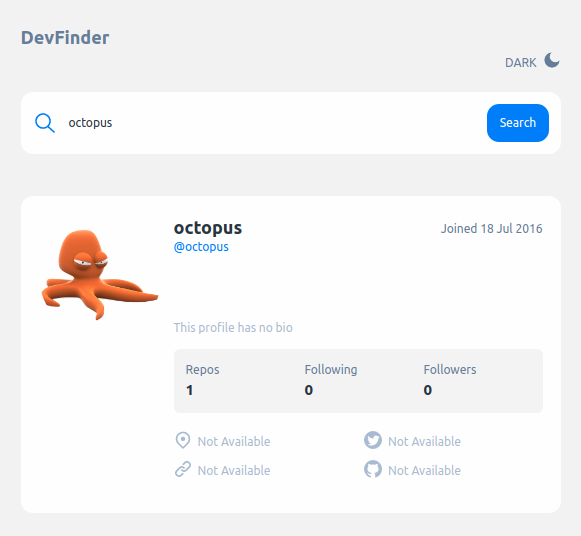 DevFinder
DARK
octopus
Search
octopus
Joined 18 Jul 2016
@octopus
This profile has no bio
Repos Following Followers
1 0 0
Not Available Not Available
Not Available Not Available